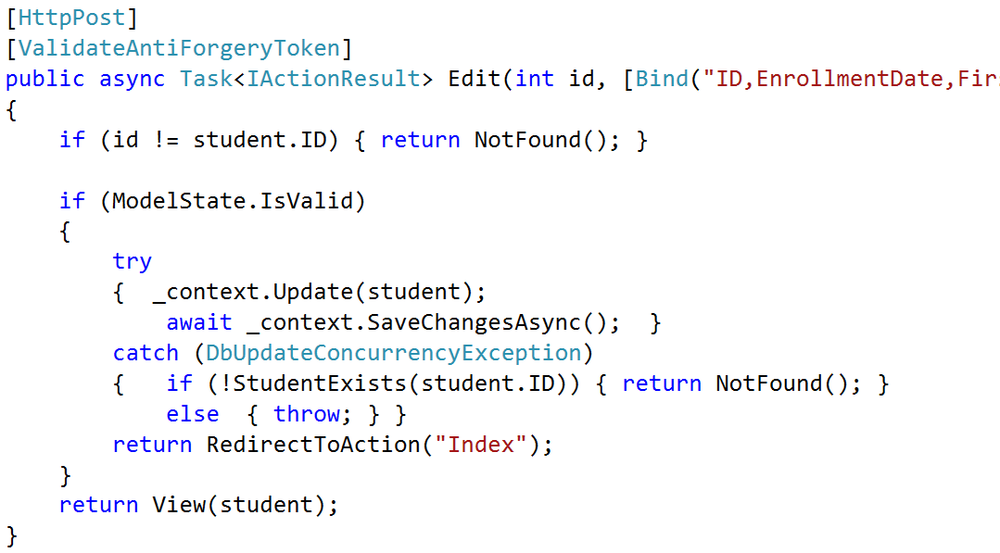 [HttpPost]
[ValidateAntiForgeryToken]
public async Task<IActionResult> Edit(int id, [Bind("ID,EnrollmentDate,Firs
{
    if (id != student.ID) { return NotFound(); }

    if (ModelState.IsValid)
    {
        try
        {  _context.Update(student);
            await _context.SaveChangesAsync();  }
        catch (DbUpdateConcurrencyException)
        {   if (!StudentExists(student.ID)) { return NotFound(); }
            else  { throw; } }
        return RedirectToAction("Index");
    }
    return View(student);
}